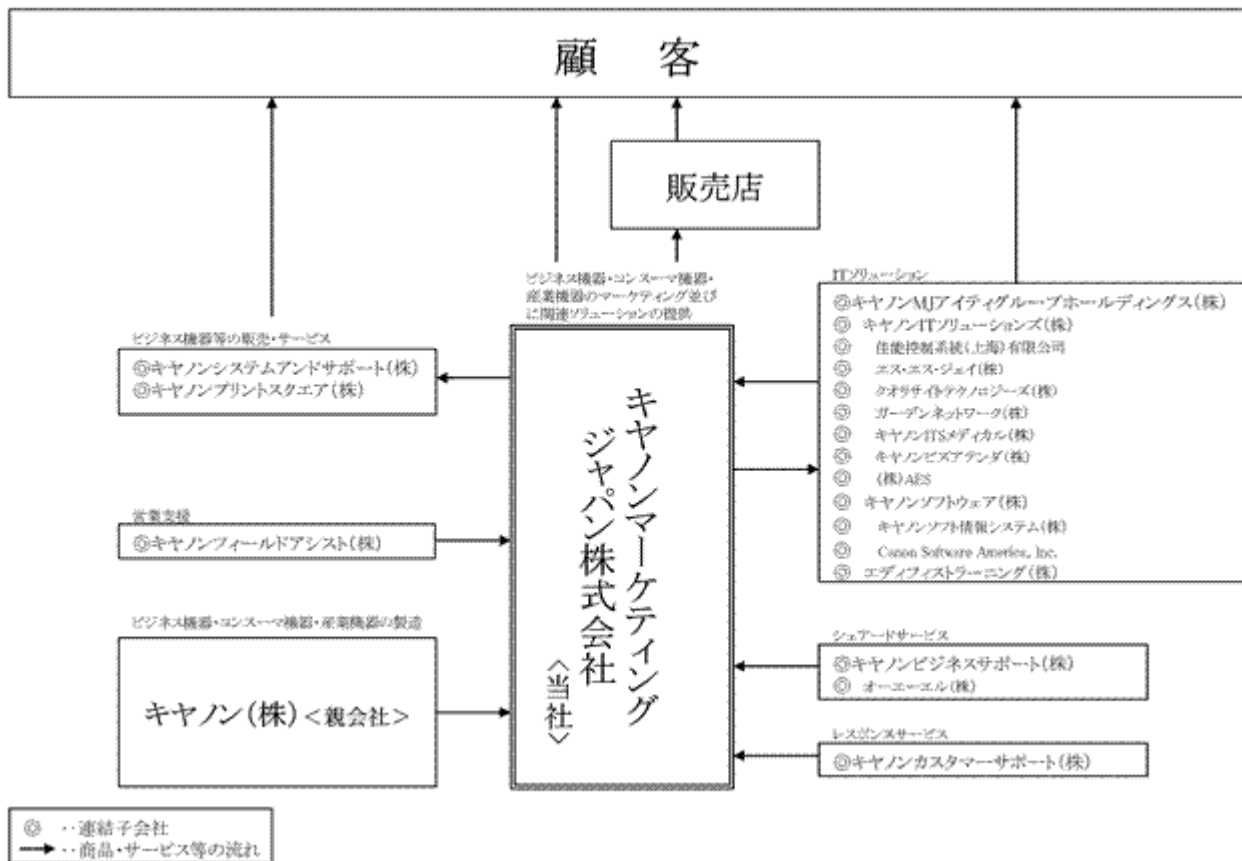 顧 客
販売店
ビジネス機器・コンスーマ機器・
産業機器のマーケティング並び
に関連ソリューションの提供
ITソリューション
◎キヤノンMJアイティグループホールディングス(株)
◎ キヤノンITソリューションズ(株)
◎ 佳能控制系統(上海)有限公司
◎ エス・エス・ジェイ(株)
◎ クオリサイトテクノロジーズ(株)
◎ ガーデンネットワーク(株)
◎ キヤノンITSメディカル(株)
◎ キヤノンビズアテンダ(株)
◎ (株)AES
◎ キヤノンソフトウェア(株)
◎ キヤノンソフト情報システム(株)
◎ Canon Software America, Inc.
◎ エディフィストラーニング(株)
ビジネス機器等の販売・サービス
◎キヤノンシステムアンドサポート(株)
◎キヤノンプリントスクエア(株)
キヤノンマーケティング
ジャパン株式会社
<当社>
営業支援
◎キヤノンフィールドアシスト(株)
ビジネス機器・コンスーマ機器・産業機器の製造
キヤノン(株)<親会社>
シェアードサービス
◎キヤノンビジネスサポート(株)
◎ オーエーエル(株)
レスポンスサービス
◎キヤノンカスタマーサポート(株)
◎ ‥連結子会社
→ ‥商品・サービス等の流れ